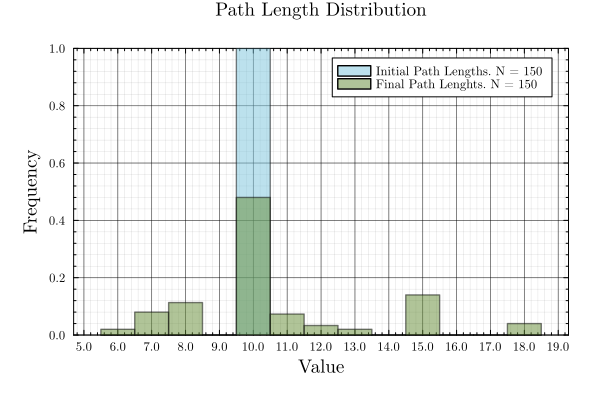 Path Length Distribution
Initial Path Lengths. N = 150
Final Path Lenghts. N = 150
Frequency
1.0
0.8
0.6
0.4
0.2
0.0
5.0 6.0 7.0 8.0 9.0 10.0 11.0 12.0 13.0 14.0 15.0 16.0 17.0 18.0 19.0
Value